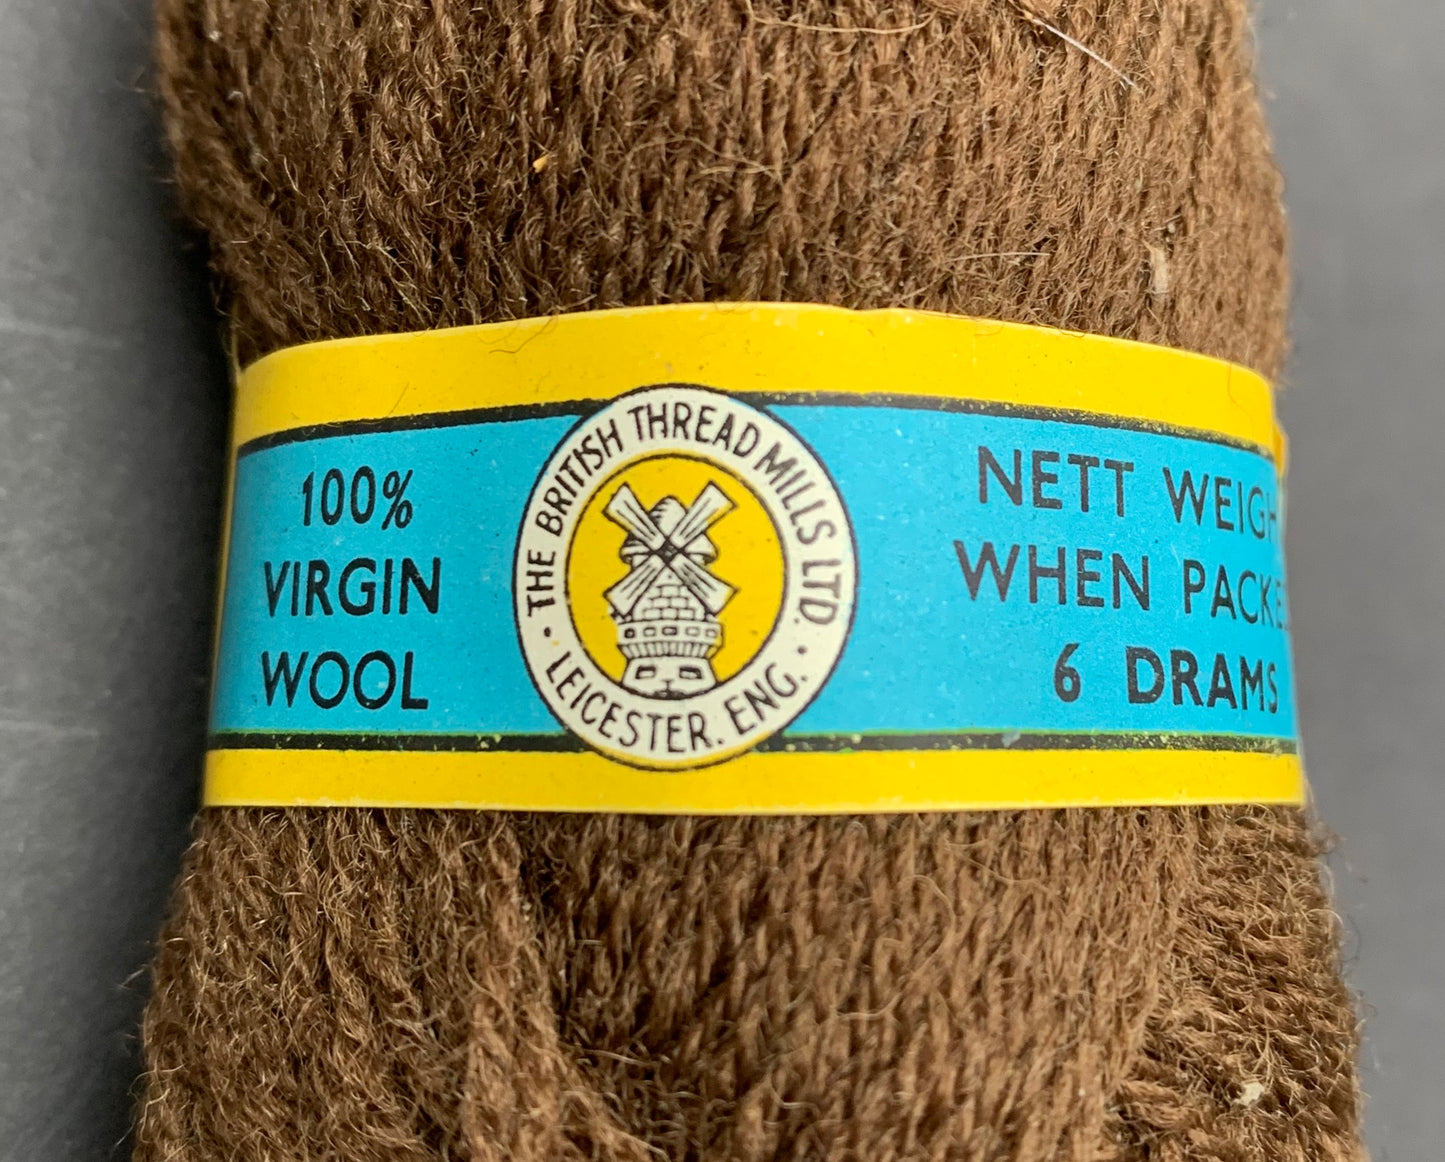 100%
VIRGIN
WOOL
THE BRITISH THREAD MILLS LTD.
· LEICESTER. ENG. ·
NETT WEIGH
WHEN PACKE
6 DRAMS